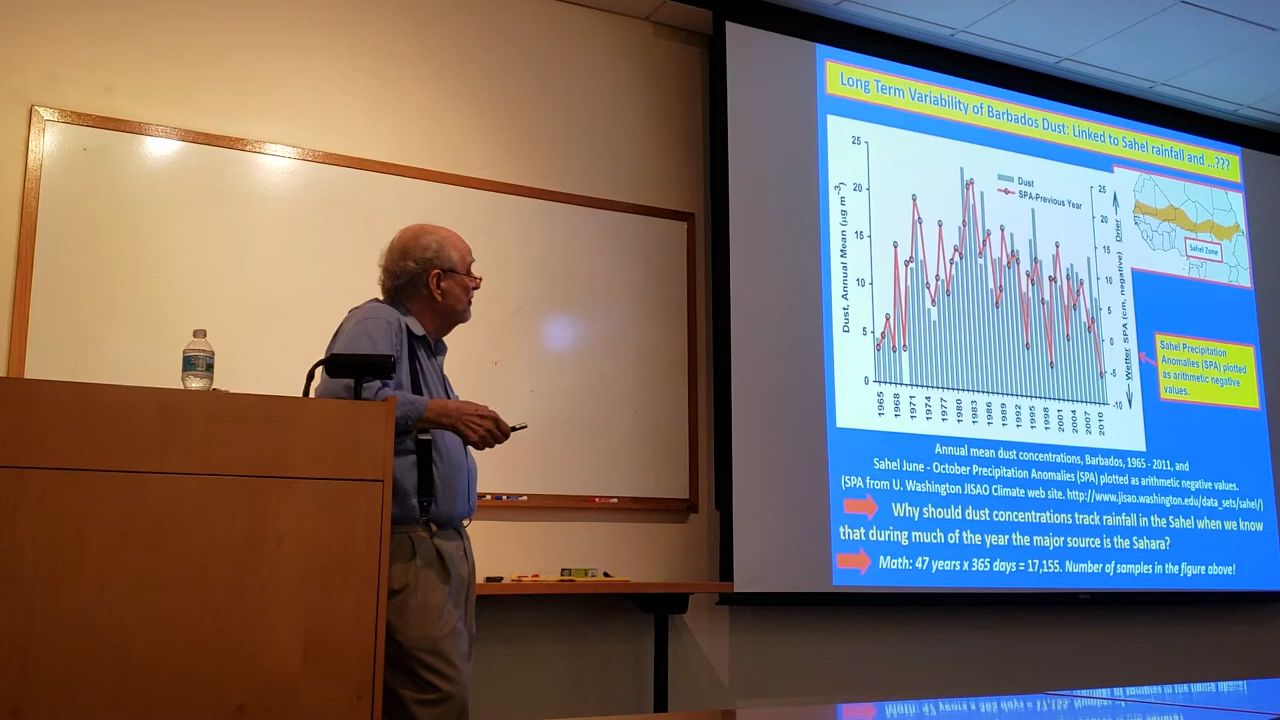 Long Term Variability of Barbados Dust: Linked to Sahel rainfall and ...???
25
20
15
10
5
0
Dust, Annual Mean (µg m-3)
Dust
SPA-Previous Year
25
20
15
10
5
0
-5
-10
Wetter SPA (cm, negative) Drier
1965
1968
1971
1974
1977
1980
1983
1986
1989
1992
1995
1998
2001
2004
2007
2010
Sahel Zone
Sahel Precipitation
Anomalies (SPA) plotted
as arithmetic negative
values.
Annual mean dust concentrations, Barbados, 1965 - 2011, and
Sahel June - October Precipitation Anomalies (SPA) plotted as arithmetic negative values.
(SPA from U. Washington JISAO Climate web site. http://www.jisao.washington.edu/data_sets/sahel/)
Why should dust concentrations track rainfall in the Sahel when we know
that during much of the year the major source is the Sahara?
Math: 47 years x 365 days = 17,155. Number of samples in the figure above!